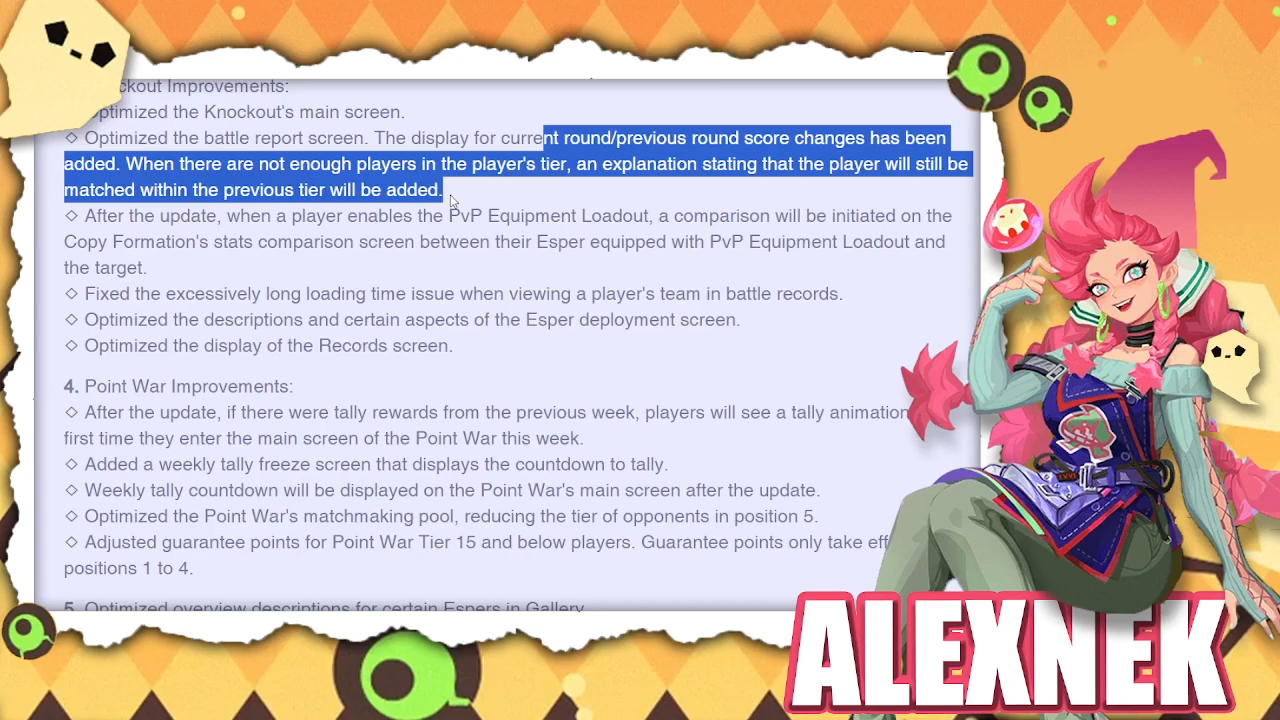 ckout Improvements:
Optimized the Knockout's main screen.
◇ Optimized the battle report screen. The display for current round/previous round score changes has been
added. When there are not enough players in the player's tier, an explanation stating that the player will still be
matched within the previous tier will be added.
◇ After the update, when a player enables the PvP Equipment Loadout, a comparison will be initiated on the
Copy Formation's stats comparison screen between their Esper equipped with PvP Equipment Loadout and
the target.
◇ Fixed the excessively long loading time issue when viewing a player's team in battle records.
◇ Optimized the descriptions and certain aspects of the Esper deployment screen.
◇ Optimized the display of the Records screen.
4. Point War Improvements:
◇ After the update, if there were tally rewards from the previous week, players will see a tally animation
first time they enter the main screen of the Point War this week.
◇ Added a weekly tally freeze screen that displays the countdown to tally.
◇ Weekly tally countdown will be displayed on the Point War's main screen after the update.
◇ Optimized the Point War's matchmaking pool, reducing the tier of opponents in position 5.
◇ Adjusted guarantee points for Point War Tier 15 and below players. Guarantee points only take eff
positions 1 to 4.
5. Optimized overview descriptions for certain Espers in Gallery
ALEXNEK